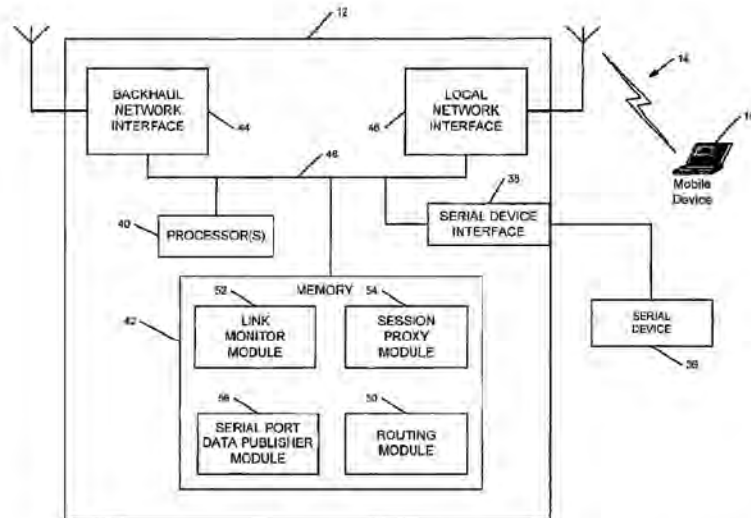 12
BACKHAUL
NETWORK
INTERFACE
44
LOCAL
NETWORK
INTERFACE
46
14
Mobile
Device
46
38
SERIAL DEVICE
INTERFACE
40
PROCESSOR(S)
MEMORY
52
LINK
MONITOR
MODULE
54
SESSION
PROXY
MODULE
42
SERIAL
DEVICE
56
SERIAL PORT
DATA PUBLISHER
MODULE
50
ROUTING
MODULE